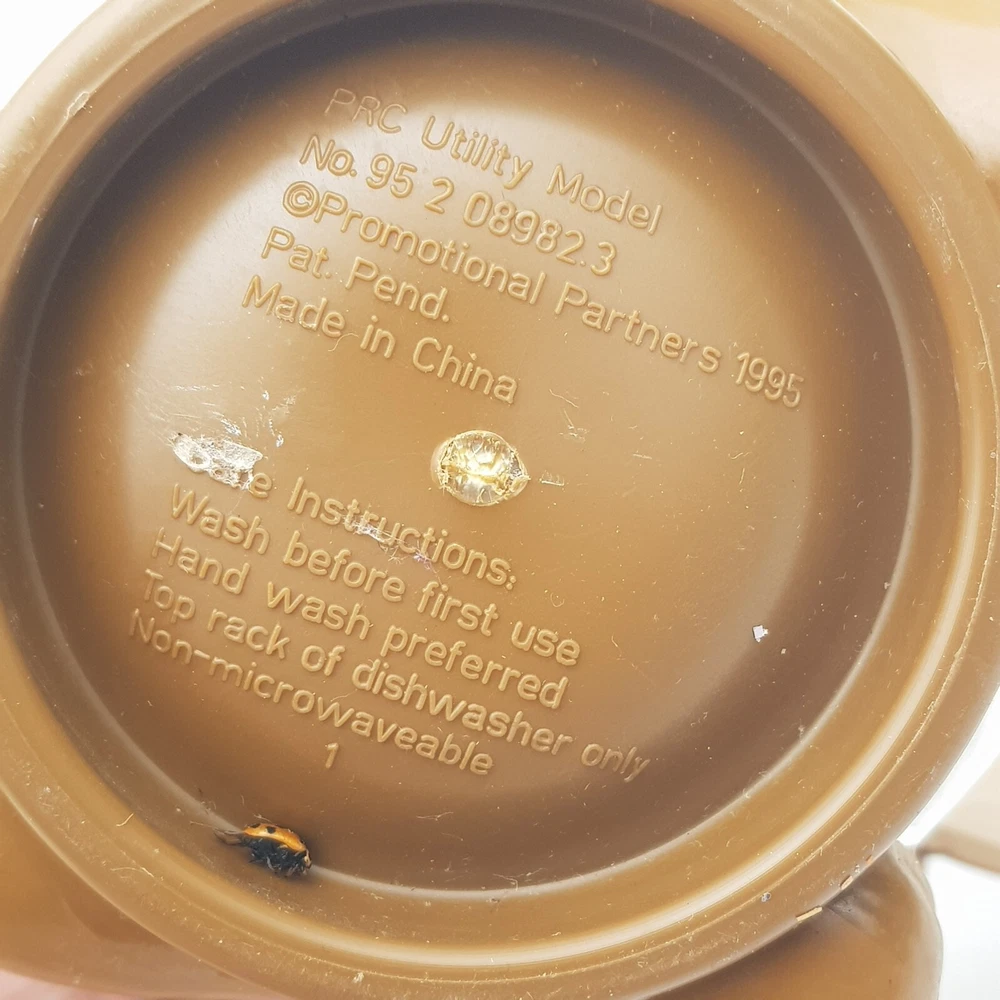 PRC Utility Model
No. 95 2 08982.3
©Promotional Partners 1995
Pat. Pend.
Made in China
Instructions:
Wash before first use
Hand wash preferred
Top rack of dishwasher only
Non-microwaveable
1